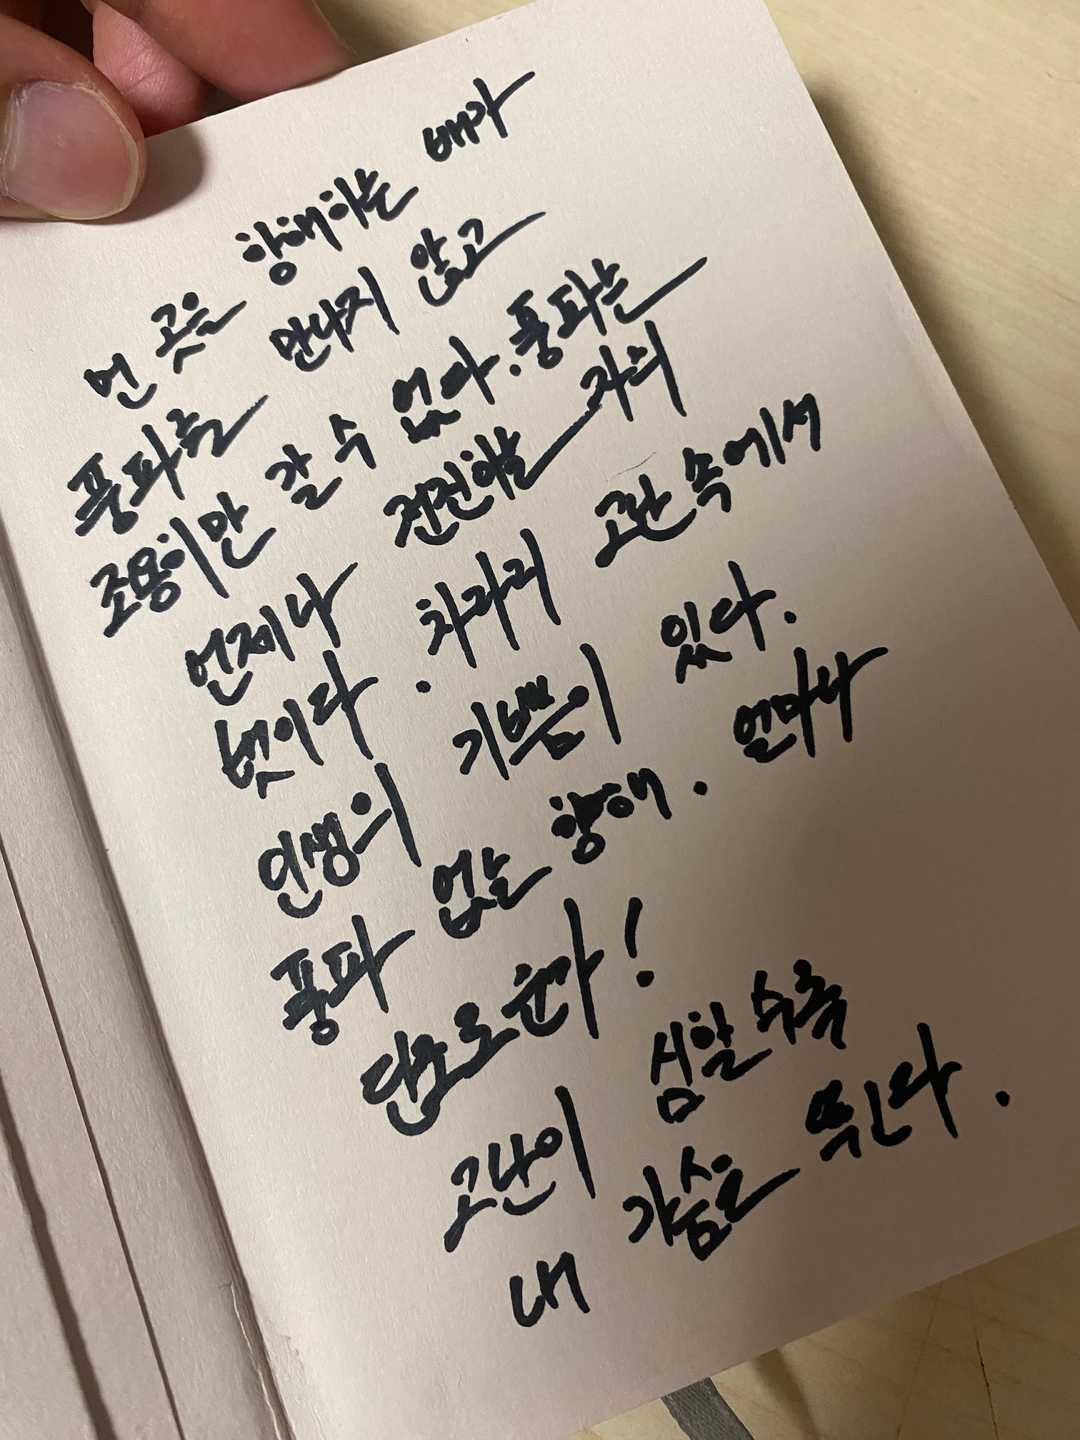 먼 곳을 항해하는 배가
풍파를 만나지 않고
조용히만 갈 수 없다. 풍파는
언제나 전진하는 자의
벗이다. 차라리 고난 속에서
인생의 기쁨이 있다.
풍파 없는 항해. 얼마나
단조로운가!
고난이 심할수록
내 가슴은 뛴다.